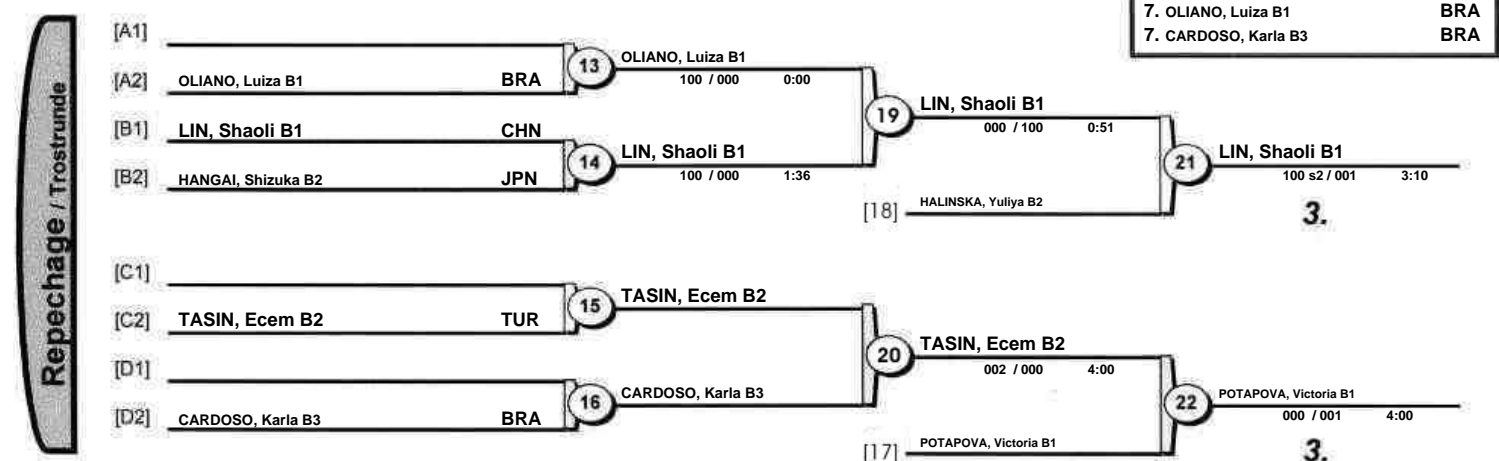 7. OLIANO, Luiza B1 BRA
7. CARDOSO, Karla B3 BRA
Repechage / Trostrunde
[A1]
[A2] OLIANO, Luiza B1 BRA
13
OLIANO, Luiza B1
100 / 000 0:00
[B1] LIN, Shaoli B1 CHN
[B2] HANGAI, Shizuka B2 JPN
14
LIN, Shaoli B1
100 / 000 1:36
19
LIN, Shaoli B1
000 / 100 0:51
[18] HALINSKA, Yuliya B2
21
LIN, Shaoli B1
100 s2 / 001 3:10
3.
[C1]
[C2] TASIN, Ecem B2 TUR
15
TASIN, Ecem B2
[D1]
[D2] CARDOSO, Karla B3 BRA
16
CARDOSO, Karla B3
20
TASIN, Ecem B2
002 / 000 4:00
[17] POTAPOVA, Victoria B1
22
POTAPOVA, Victoria B1
000 / 001 4:00
3.